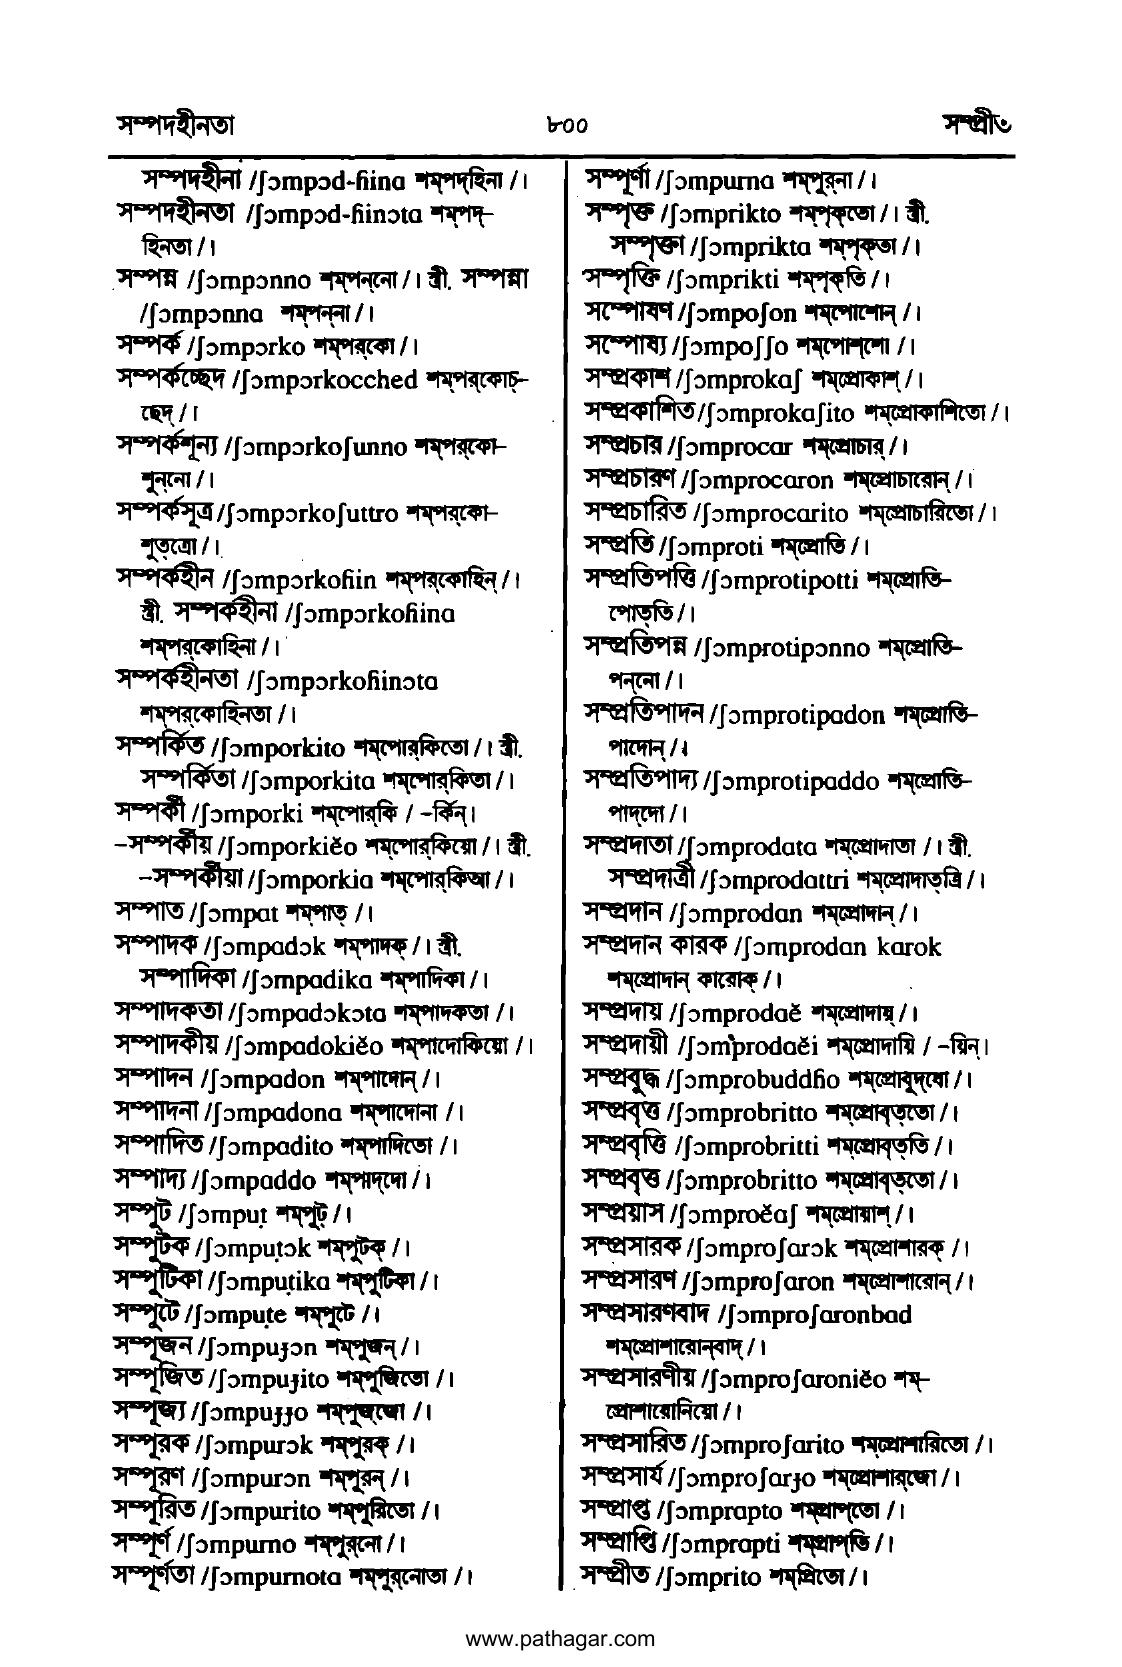 সম্পদহীনতা ৮০০ সম্প্রীত
সম্পদহীনা /ʃɔmpɔd-ɦina শম্‌পদ্‌হিনা /।
সম্পদহীনতা /ʃɔmpɔd-ɦinɔta শম্‌পদ্‌-
হিনতা /।
সম্পন্ন /ʃɔmpɔnno শম্‌পন্‌নো /। স্ত্রী. সম্পন্না
/ʃɔmpɔnna শম্‌পন্‌না /।
সম্পর্ক /ʃɔmpɔrko শম্‌পর্‌কো /।
সম্পর্কচ্ছেদ /ʃɔmpɔrkocched শম্‌পর্‌কোচ্‌-
ছেদ্‌ /।
সম্পর্কশূন্য /ʃɔmpɔrkoʃunno শম্‌পর্‌কো-
শুন্‌নো /।
সম্পর্কসূত্র /ʃɔmpɔrkoʃuttro শম্‌পর্‌কো-
শুত্‌ত্রো /।
সম্পর্কহীন /ʃɔmpɔrkoɦin শম্‌পর্‌কোহিন্‌ /।
স্ত্রী. সম্পর্কহীনা /ʃɔmpɔrkoɦina
শম্‌পর্‌কোহিনা /।
সম্পর্কহীনতা /ʃɔmpɔrkoɦinɔta
শম্‌পর্‌কোহিনতা /।
সম্পর্কিত /ʃɔmporkito শম্‌পোর্‌কিতো /। স্ত্রী.
সম্পর্কিতা /ʃɔmporkita শম্‌পোর্‌কিতা /।
সম্পর্কী /ʃɔmporki শম্‌পোর্‌কি / -র্কিন্‌।
-সম্পর্কীয় /ʃɔmporkiĕo শম্‌পোর্‌কিয়ো /। স্ত্রী.
-সম্পর্কীয়া /ʃɔmporkia শম্‌পোর্‌কিআ /।
সম্পাত /ʃɔmpat শম্‌পাত্‌ /।
সম্পাদক /ʃɔmpadɔk শম্‌পাদক্‌ /। স্ত্রী.
সম্পাদিকা /ʃɔmpadika শম্‌পাদিকা /।
সম্পাদকতা /ʃɔmpadɔkɔta শম্‌পাদকতা /।
সম্পাদকীয় /ʃɔmpadokiĕo শম্‌পাদোকিয়ো /।
সম্পাদন /ʃɔmpadon শম্‌পাদোন্‌ /।
সম্পাদনা /ʃɔmpadona শম্‌পাদোনা /।
সম্পাদিত /ʃɔmpadito শম্‌পাদিতো /।
সম্পাদ্য /ʃɔmpaddo শম্‌পাদ্‌দো /।
সম্পুট /ʃɔmpuṭ শম্‌পুট্‌ /।
সম্পুটক /ʃɔmpuṭɔk শম্‌পুটক্‌ /।
সম্পুটিকা /ʃɔmpuṭika শম্‌পুটিকা /।
সম্পুটে /ʃɔmpuṭe শম্‌পুটে /।
সম্পূজন /ʃɔmpuɟɔn শম্‌পুজন্‌ /।
সম্পূজিত /ʃɔmpuɟito শম্‌পুজিতো /।
সম্পূজ্য /ʃɔmpuɟɟo শম্‌পুজ্‌জো /।
সম্পূরক /ʃɔmpurɔk শম্‌পুরক্‌ /।
সম্পূরণ /ʃɔmpurɔn শম্‌পুরন্‌ /।
সম্পূরিত /ʃɔmpurito শম্‌পুরিতো /।
সম্পূর্ণ /ʃɔmpurno শম্‌পুর্‌নো /।
সম্পূর্ণতা /ʃɔmpurnota শম্‌পুর্‌নোতা /।
সম্পূর্ণা /ʃɔmpurna শম্‌পুর্‌না /।
সম্পৃক্ত /ʃɔmprikto শম্‌পৃক্‌তো /। স্ত্রী.
সম্পৃক্তা /ʃɔmprikta শম্‌পৃক্‌তা /।
সম্পৃক্তি /ʃɔmprikti শম্‌পৃক্‌তি /।
সম্পোষণ /ʃɔmpoʃon শম্‌পোশোন্‌ /।
সম্পোষ্য /ʃɔmpoʃʃo শম্‌পোশ্‌শো /।
সম্প্রকাশ /ʃɔmprokaʃ শম্‌প্রোকাশ্‌ /।
সম্প্রকাশিত /ʃɔmprokaʃito শম্‌প্রোকাশিতো /।
সম্প্রচার /ʃɔmprocar শম্‌প্রোচার্‌ /।
সম্প্রচারণ /ʃɔmprocaron শম্‌প্রোচারোন্‌ /।
সম্প্রচারিত /ʃɔmprocarito শম্‌প্রোচারিতো /।
সম্প্রতি /ʃɔmproti শম্‌প্রোতি /।
সম্প্রতিপত্তি /ʃɔmprotipotti শম্‌প্রোতি-
পোত্‌তি /।
সম্প্রতিপন্ন /ʃɔmprotipɔnno শম্‌প্রোতি-
পন্‌নো /।
সম্প্রতিপাদন /ʃɔmprotipadon শম্‌প্রোতি-
পাদোন্‌ /।
সম্প্রতিপাদ্য /ʃɔmprotipaddo শম্‌প্রোতি-
পাদ্‌দো /।
সম্প্রদাতা /ʃɔmprodata শম্‌প্রোদাতা /। স্ত্রী.
সম্প্রদাত্রী /ʃɔmprodattri শম্‌প্রোদাত্‌ত্রি /।
সম্প্রদান /ʃɔmprodan শম্‌প্রোদান্‌ /।
সম্প্রদান কারক /ʃɔmprodan karok
শম্‌প্রোদান্‌ কারোক্‌ /।
সম্প্রদায় /ʃɔmprodaĕ শম্‌প্রোদায়্‌ /।
সম্প্রদায়ী /ʃɔmprodaĕi শম্‌প্রোদায়ি / -য়িন্‌।
সম্প্রবুদ্ধ /ʃɔmprobuddɦo শম্‌প্রোবুদ্‌ধো /।
সম্প্রবৃত্ত /ʃɔmprobritto শম্‌প্রোবৃত্‌তো /।
সম্প্রবৃত্তি /ʃɔmprobritti শম্‌প্রোবৃত্‌তি /।
সম্প্রবৃত্ত /ʃɔmprobritto শম্‌প্রোবৃত্‌তো /।
সম্প্রয়াস /ʃɔmproĕaʃ শম্‌প্রোয়াশ্‌ /।
সম্প্রসারক /ʃɔmproʃarɔk শম্‌প্রোশারক্‌ /।
সম্প্রসারণ /ʃɔmproʃaron শম্‌প্রোশারোন্‌ /।
সম্প্রসারণবাদ /ʃɔmproʃaronbad
শম্‌প্রোশারোন্‌বাদ্‌ /।
সম্প্রসারণীয় /ʃɔmproʃaroniĕo শম্‌-
প্রোশারোনিয়ো /।
সম্প্রসারিত /ʃɔmproʃarito শম্‌প্রোশারিতো /।
সম্প্রসার্য /ʃɔmproʃarɟo শম্‌প্রোশার্‌জো /।
সম্প্রাপ্ত /ʃɔmprapto শম্‌প্রাপ্‌তো /।
সম্প্রাপ্তি /ʃɔmprapti শম্‌প্রাপ্‌তি /।
সম্প্রীত /ʃɔmprito শম্‌প্রিতো /।
www.pathagar.com